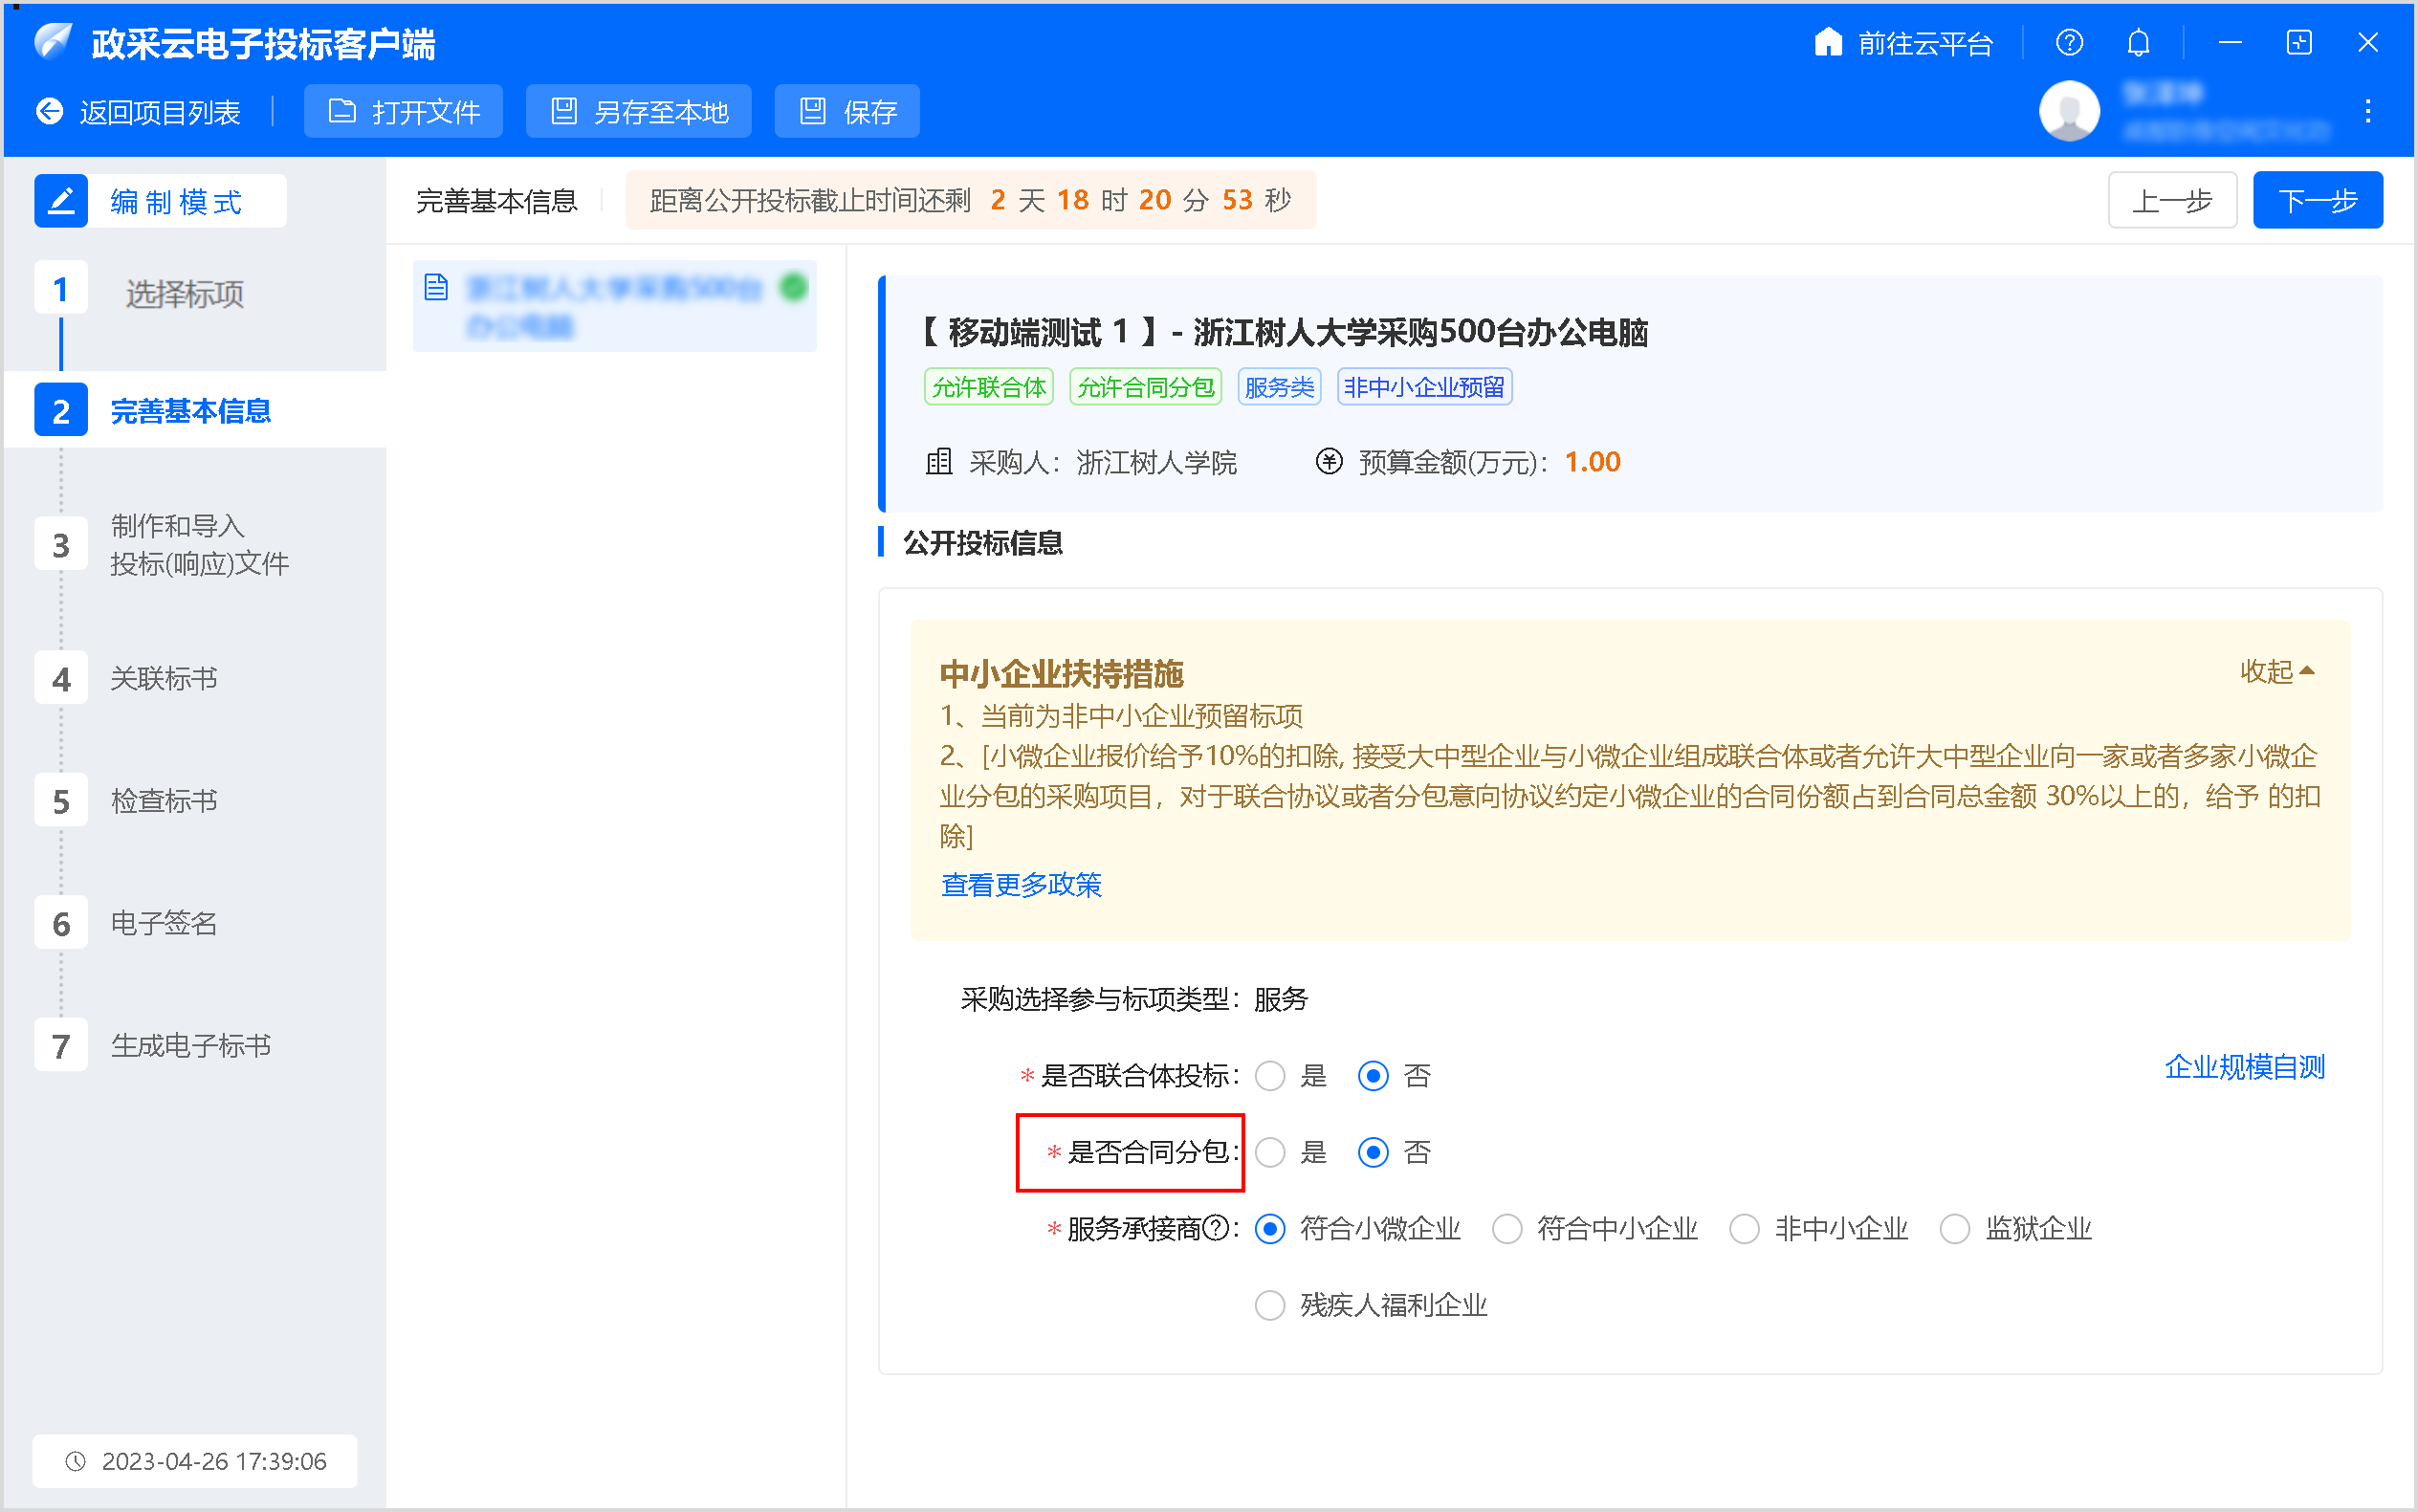 政采云电子投标客户端
前往云平台
返回项目列表
打开文件
另存至本地
保存
编制模式
完善基本信息
距离公开投标截止时间还剩 2 天 18 时 20 分 53 秒
上一步
下一步
1 选择标项
2 完善基本信息
3 制作和导入
投标(响应)文件
4 关联标书
5 检查标书
6 电子签名
7 生成电子标书
2023-04-26 17:39:06
浙江树人大学采购500台
办公电脑
【 移动端测试 1 】- 浙江树人大学采购500台办公电脑
允许联合体 允许合同分包 服务类 非中小企业预留
采购人：浙江树人学院 预算金额(万元)：1.00
公开投标信息
中小企业扶持措施
收起
1、当前为非中小企业预留标项
2、[小微企业报价给予10%的扣除, 接受大中型企业与小微企业组成联合体或者允许大中型企业向一家或者多家小微企
业分包的采购项目，对于联合协议或者分包意向协议约定小微企业的合同份额占到合同总金额 30%以上的，给予 的扣
除]
查看更多政策
采购选择参与标项类型：服务
* 是否联合体投标： 是 否
企业规模自测
* 是否合同分包： 是 否
* 服务承接商?： 符合小微企业 符合中小企业 非中小企业 监狱企业
残疾人福利企业